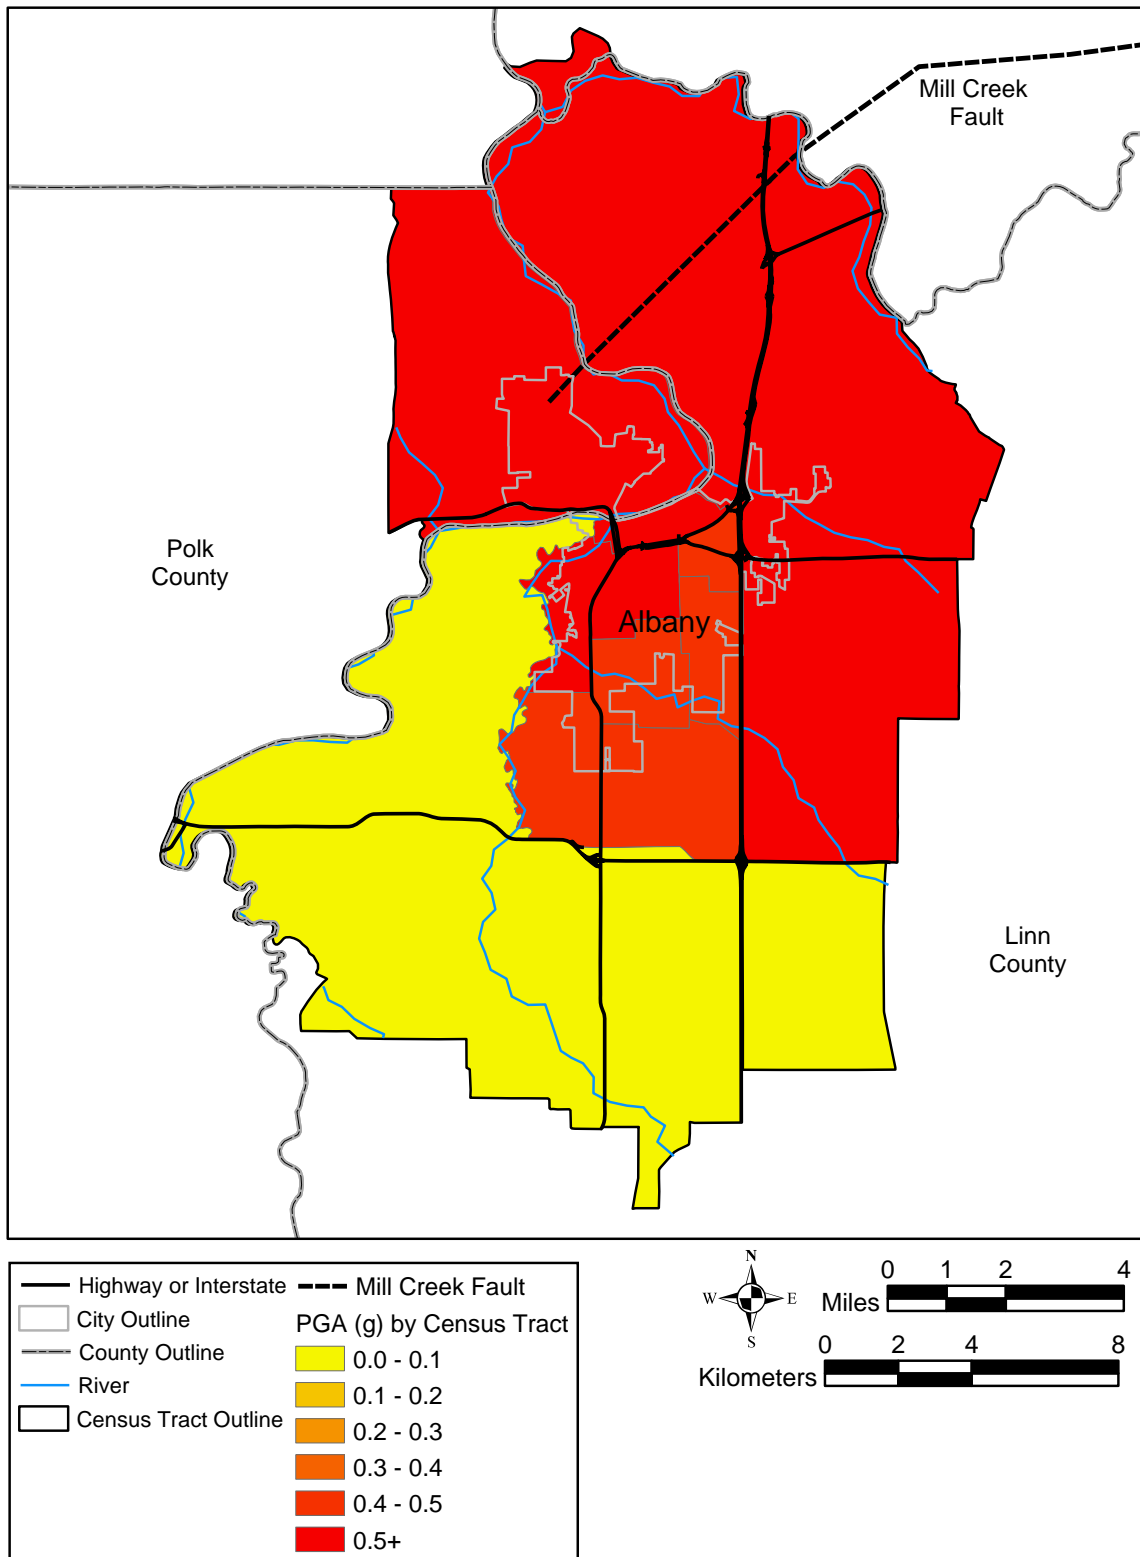 Mill Creek
Fault
Polk
County
Albany
Linn
County
Highway or Interstate
City Outline
County Outline
River
Census Tract Outline
Mill Creek Fault
PGA (g) by Census Tract
0.0 - 0.1
0.1 - 0.2
0.2 - 0.3
0.3 - 0.4
0.4 - 0.5
0.5+
N
W E
S
0 1 2 4
Miles
0 2 4 8
Kilometers